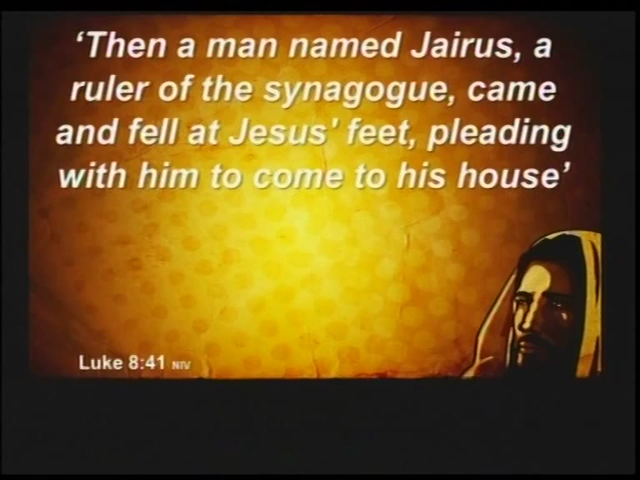 ‘Then a man named Jairus, a
ruler of the synagogue, came
and fell at Jesus' feet, pleading
with him to come to his house’
Luke 8:41 NIV